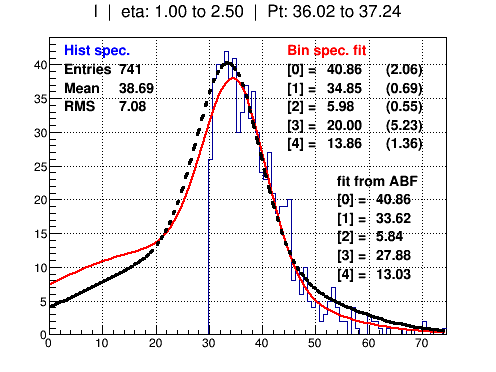 I | eta: 1.00 to 2.50 | Pt: 36.02 to 37.24
Hist spec.
Entries 741
Mean 38.69
RMS 7.08
Bin spec. fit
[0] = 40.86 (2.06)
[1] = 34.85 (0.69)
[2] = 5.98 (0.55)
[3] = 20.00 (5.23)
[4] = 13.86 (1.36)
fit from ABF
[0] = 40.86
[1] = 33.62
[2] = 5.84
[3] = 27.88
[4] = 13.03
40
35
30
25
20
15
10
5
0
0 10 20 30 40 50 60 70